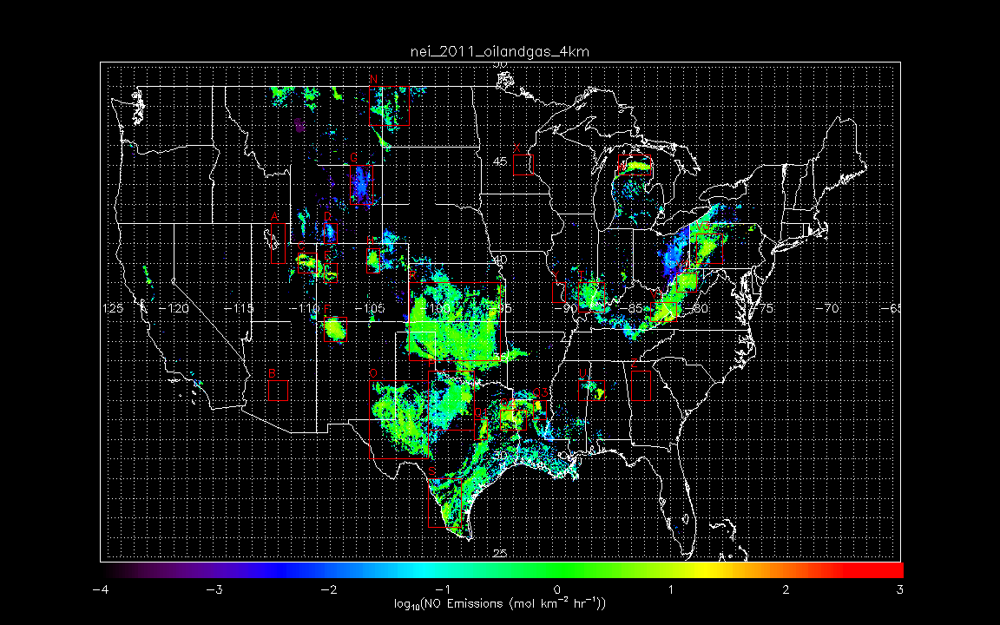 nei_2011_oilandgas_4km
50
N
X
45
G
A
D
C
E
40
R
125 -120 -115 -110 -105 -100 -95 -90 -85 -80 -75 -70 -65
F
B
O
P
U
Z
Q3
S
30
25
-4 -3 -2 -1 0 1 2 3
log10(NO Emissions (mol km−2 hr−1))